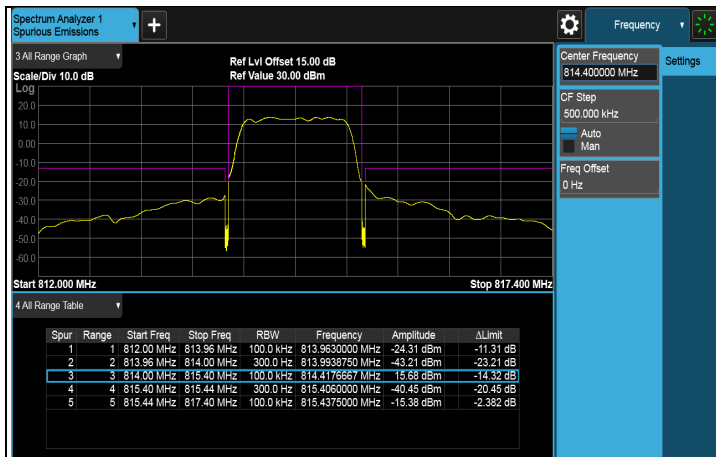 Spectrum Analyzer 1
Spurious Emissions
Frequency
3 All Range Graph
Ref Lvl Offset 15.00 dB
Scale/Div 10.0 dB
Ref Value 30.00 dBm
Log
20.0
10.0
0.00
-10.0
-20.0
-30.0
-40.0
-50.0
-60.0
Start 812.000 MHz
Stop 817.400 MHz
Center Frequency
814.400000 MHz
Settings
CF Step
500.000 kHz
Auto
Man
Freq Offset
0 Hz
4 All Range Table
Spur Range Start Freq Stop Freq RBW Frequency Amplitude ΔLimit
1 1 812.00 MHz 813.96 MHz 100.0 kHz 813.9630000 MHz -24.31 dBm -11.31 dB
2 2 813.96 MHz 814.00 MHz 300.0 Hz 813.9938750 MHz -43.21 dBm -23.21 dB
3 3 814.00 MHz 815.40 MHz 100.0 kHz 814.4176667 MHz 15.68 dBm -14.32 dB
4 4 815.40 MHz 815.44 MHz 300.0 Hz 815.4060000 MHz -40.45 dBm -20.45 dB
5 5 815.44 MHz 817.40 MHz 100.0 kHz 815.4375000 MHz -15.38 dBm -2.382 dB